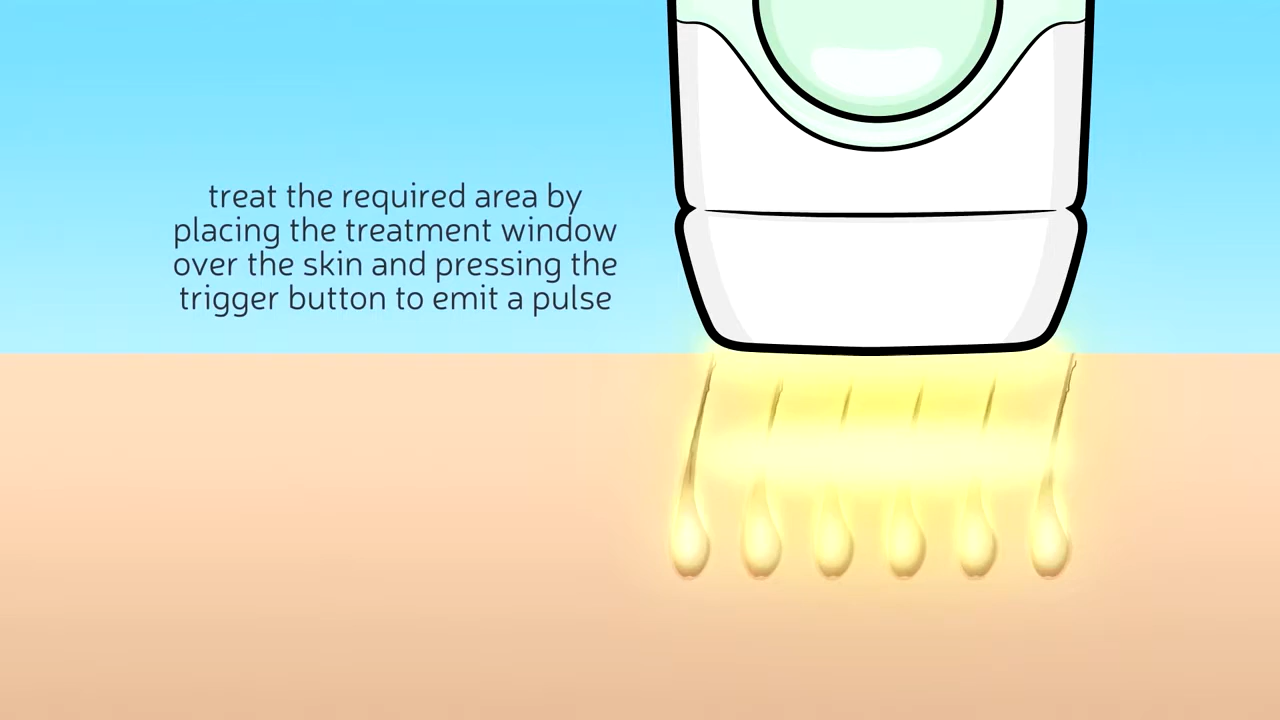 treat the required area by
placing the treatment window
over the skin and pressing the
trigger button to emit a pulse